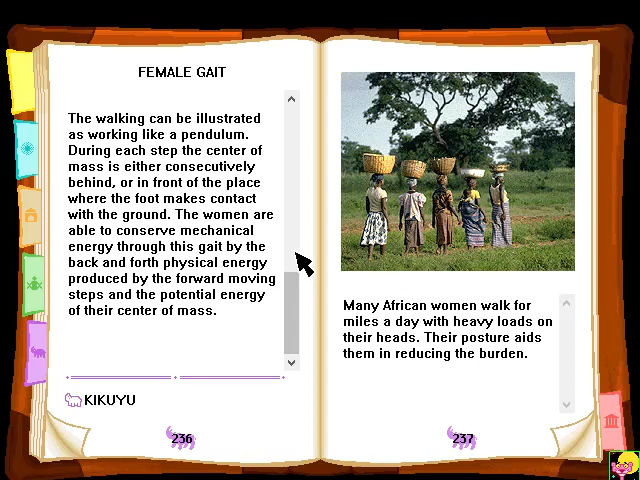 FEMALE GAIT
The walking can be illustrated
as working like a pendulum.
During each step the center of
mass is either consecutively
behind, or in front of the place
where the foot makes contact
with the ground. The women are
able to conserve mechanical
energy through this gait by the
back and forth physical energy
produced by the forward moving
steps and the potential energy
of their center of mass.
KIKUYU
236
Many African women walk for
miles a day with heavy loads on
their heads. Their posture aids
them in reducing the burden.
237